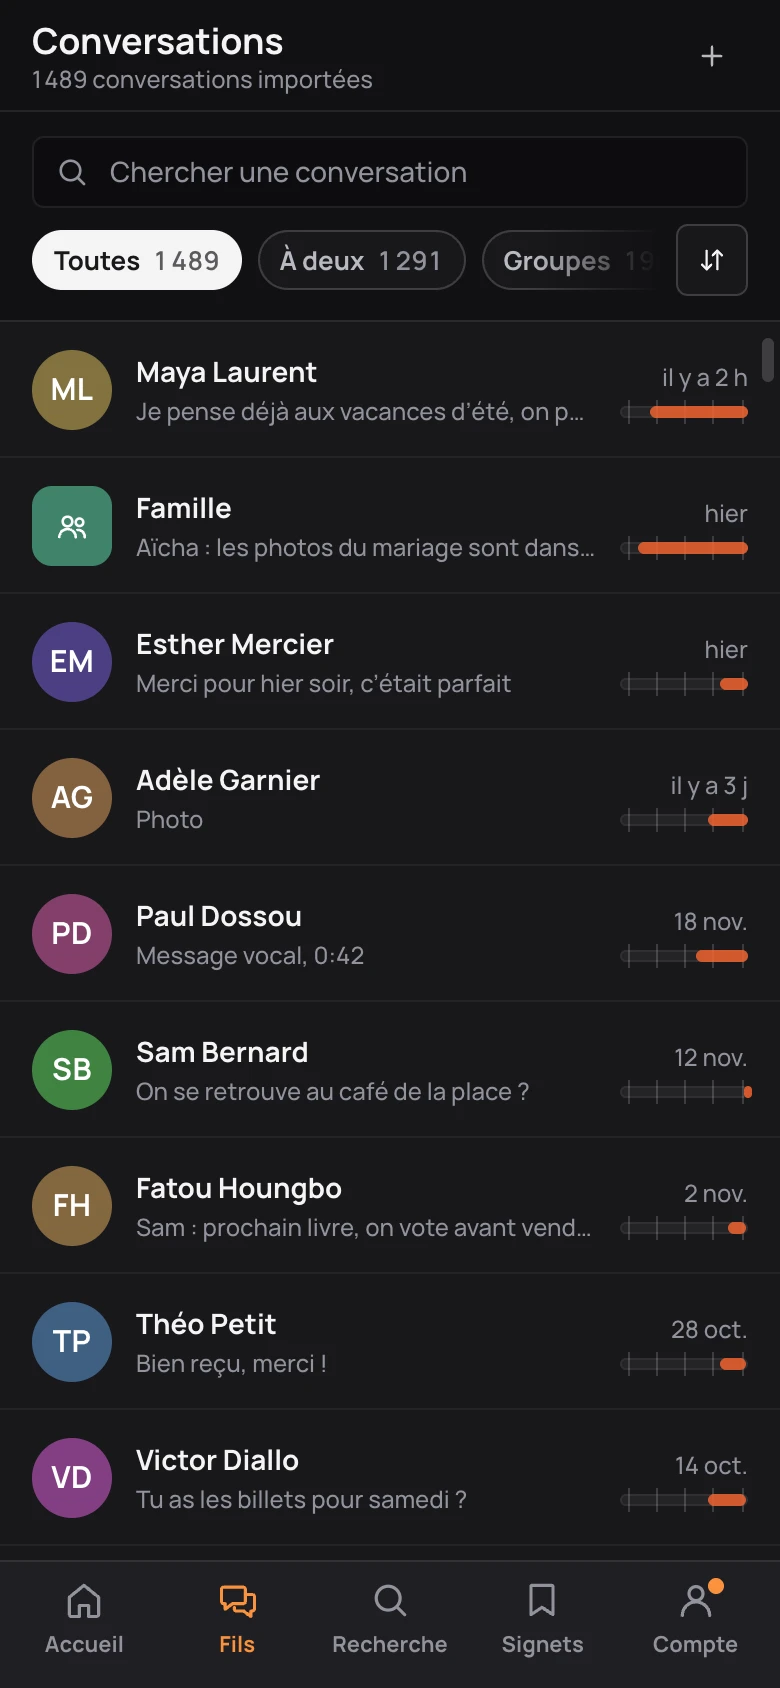 Conversations
1 489 conversations importées
Chercher une conversation
Toutes 1 489 À deux 1 291 Groupes
ML Maya Laurent il y a 2 h
Je pense déjà aux vacances d’été, on p…
Famille hier
Aïcha : les photos du mariage sont dans…
EM Esther Mercier hier
Merci pour hier soir, c’était parfait
AG Adèle Garnier il y a 3 j
Photo
PD Paul Dossou 18 nov.
Message vocal, 0:42
SB Sam Bernard 12 nov.
On se retrouve au café de la place ?
FH Fatou Houngbo 2 nov.
Sam : prochain livre, on vote avant vend…
TP Théo Petit 28 oct.
Bien reçu, merci !
VD Victor Diallo 14 oct.
Tu as les billets pour samedi ?
Accueil Fils Recherche Signets Compte